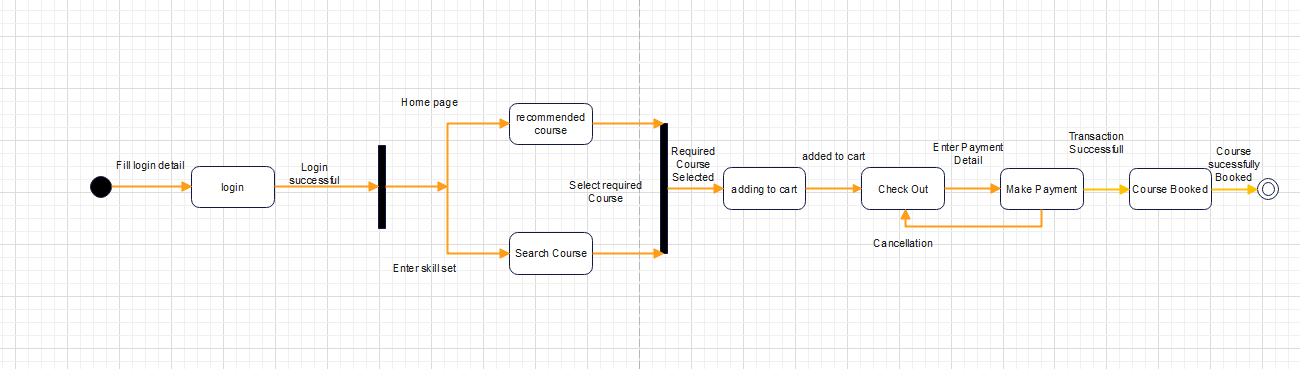 Home page
recommended
course
Fill login detail
login
Login
successful
Select required
Course
Enter skill set
Search Course
Required
Course
Selected
adding to cart
added to cart
Check Out
Enter Payment
Detail
Make Payment
Cancellation
Transaction
Successfull
Course Booked
Course
sucessfully
Booked